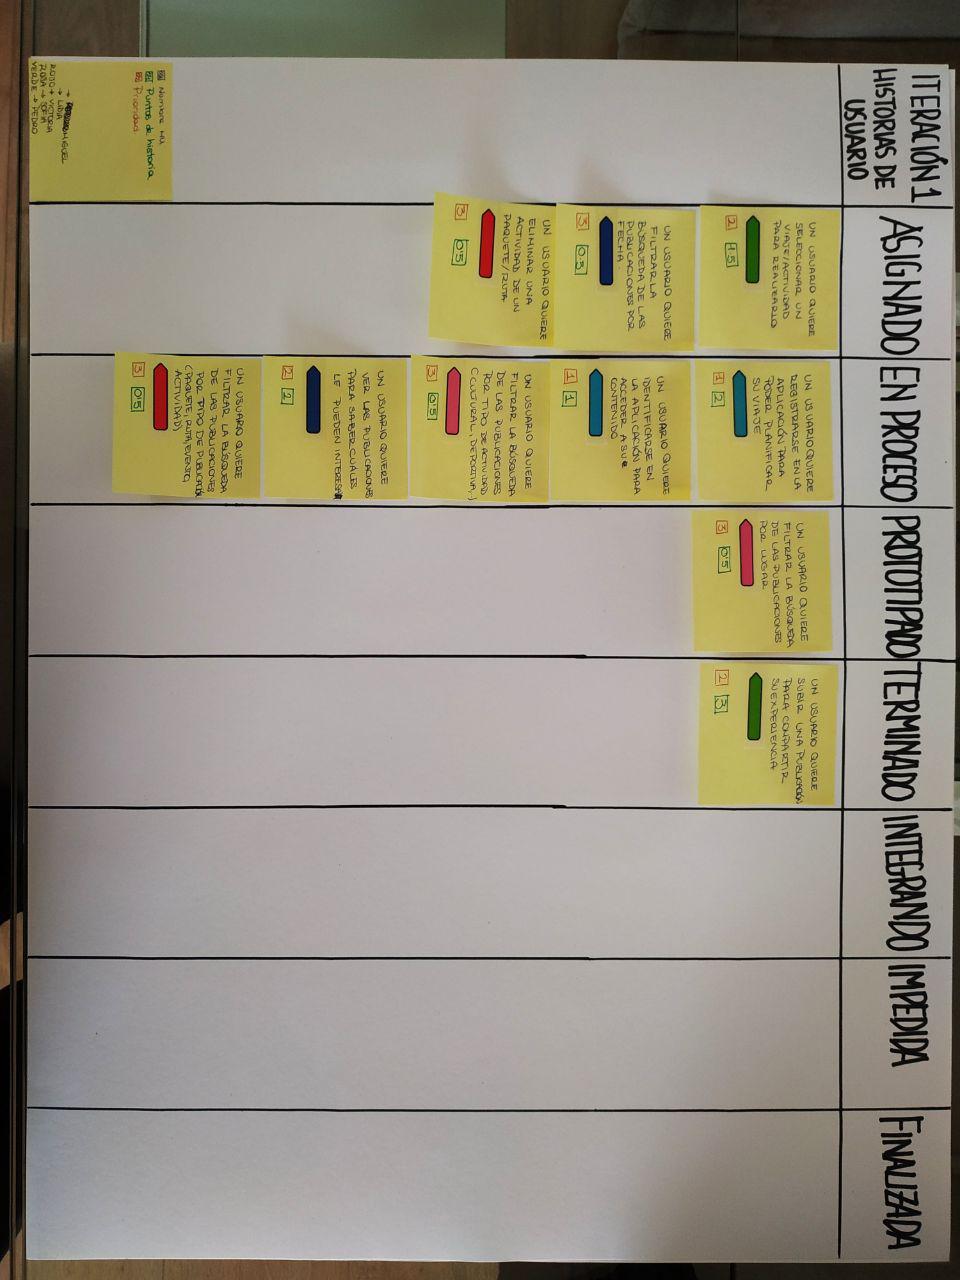 ITERACIÓN 1
HISTORIAS DE
USUARIO
ASIGNADO
EN PROCESO
PROTOTIPADO
TERMINADO
INTEGRANDO
IMPEDIDA
FINALIZADA
UN USUARIO QUIERE
SELECCIONAR UN
VIAJE/ACTIVIDAD
PARA REALIZARLO
2 1.5
UN USUARIO QUIERE
FILTRAR LA
BÚSQUEDA DE LAS
PUBLICACIONES POR
FECHA.
3 0.5
UN USUARIO QUIERE
ELIMINAR UNA
ACTIVIDAD DE UN
PAQUETE/RUTA
3 0'5
UN USUARIO QUIERE
REGISTRARSE EN LA
APLICACIÓN PARA
PODER PLANIFICAR
SU VIAJE
1 2
UN USUARIO QUIERE
IDENTIFICARSE EN
LA APLICACIÓN PARA
ACCEDER A SU
CONTENIDO
1 1
UN USUARIO QUIERE
FILTRAR LA BÚSQUEDA
DE LAS PUBLICACIONES
POR TIPO DE ACTIVIDAD
(CULTURAL, DEPORTIVA,)
3 0'5
UN USUARIO QUIERE
VER LAS PUBLICACIONES
PARA SABER CUALES
LE PUEDEN INTERESAR
2 2
UN USUARIO QUIERE
FILTRAR LA BÚSQUEDA
DE LAS PUBLICACIONES
POR TIPO DE PUBLICACIÓN
(PAQUETE, RUTA, EVENTO,
ACTIVIDAD)
3 0'5
UN USUARIO QUIERE
FILTRAR LA BÚSQUEDA
DE LAS PUBLICACIONES
POR LUGAR
3 0'5
UN USUARIO QUIERE
SUBIR UNA PUBLICACIÓN
PARA COMPARTIR
SU EXPERIENCIA
2 3
Nombre HU
Puntos de historia
Prioridad
→ MIGUEL
→ LIDIA
ROJO → VICTORIA
ROSA → SOFIA
VERDE → PEDRO